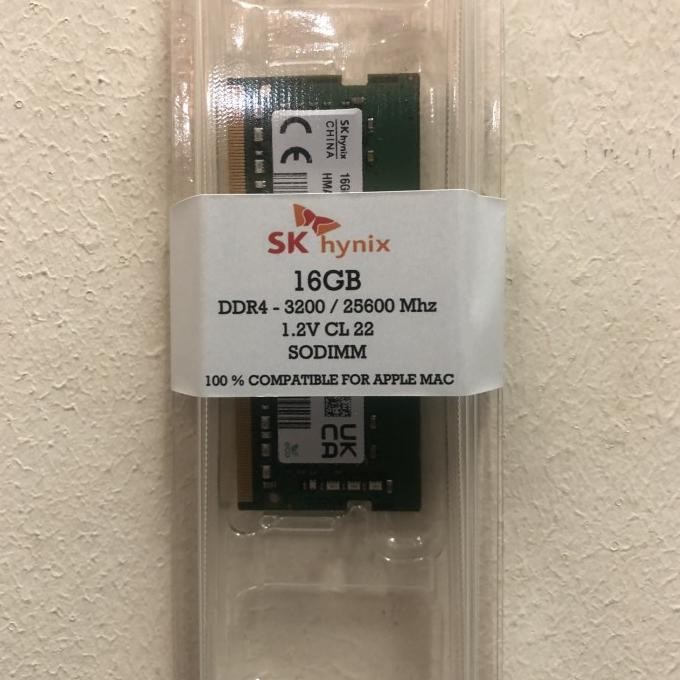 SK hynix
CHINA
CE
SK hynix
16GB
DDR4 - 3200 / 25600 Mhz
1.2V CL 22
SODIMM
100 % COMPATIBLE FOR APPLE MAC
UK
CA